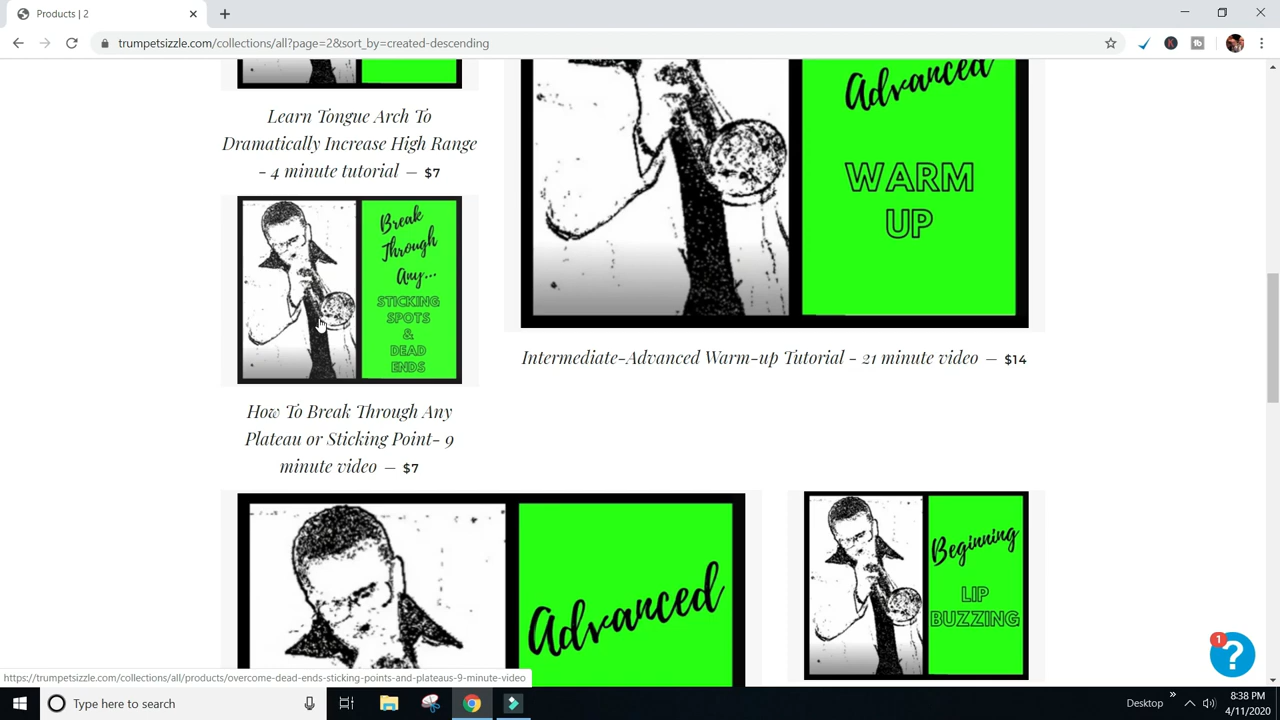 Products | 2
trumpetsizzle.com/collections/all?page=2&sort_by=created-descending
Learn Tongue Arch To
Dramatically Increase High Range
- 4 minute tutorial — $7
Advanced
WARM
UP
Break
Through
Any...
STICKING
SPOTS
&
DEAD
ENDS
Intermediate-Advanced Warm-up Tutorial - 21 minute video — $14
How To Break Through Any
Plateau or Sticking Point- 9
minute video — $7
Advanced
Beginning
LIP
BUZZING
1
?
https://trumpetsizzle.com/collections/all/products/overcome-dead-ends-sticking-points-and-plateaus-9-minute-video
Type here to search
Desktop
8:38 PM
4/11/2020